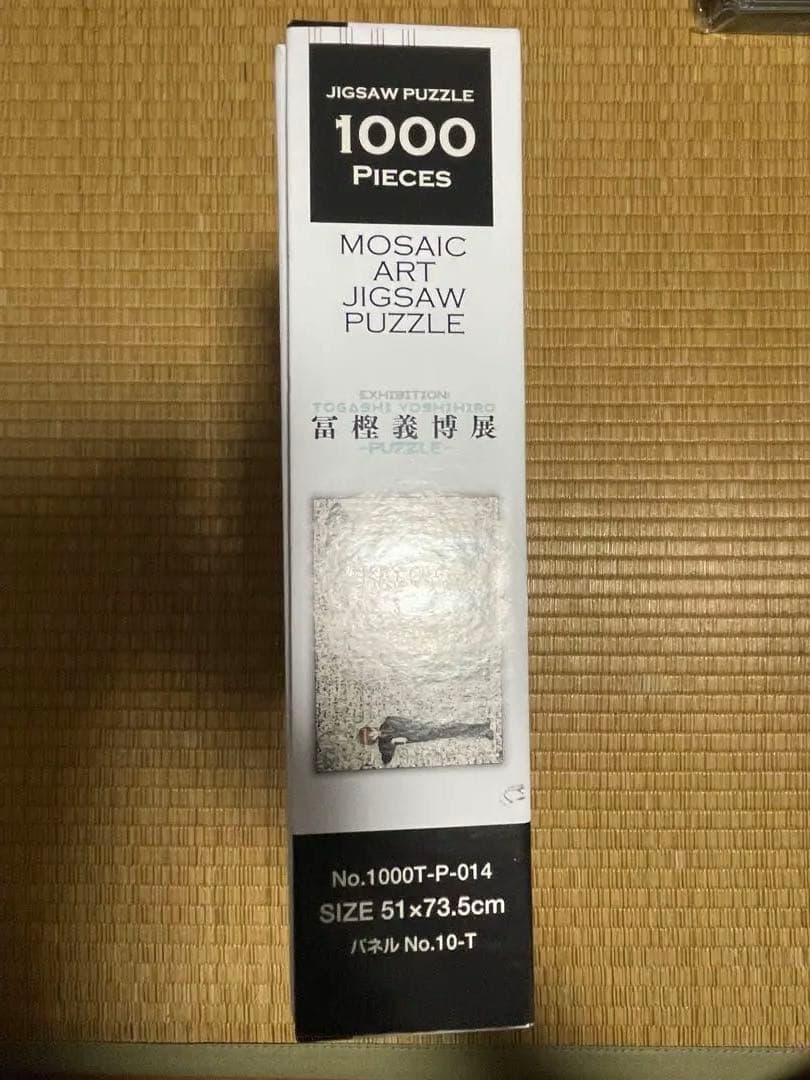 JIGSAW PUZZLE
1000
PIECES
MOSAIC
ART
JIGSAW
PUZZLE
EXHIBITION:
TOGASHI YOSHIHIRO
冨樫義博展
-PUZZLE-
No.1000T-P-014
SIZE 51×73.5cm
パネル No.10-T